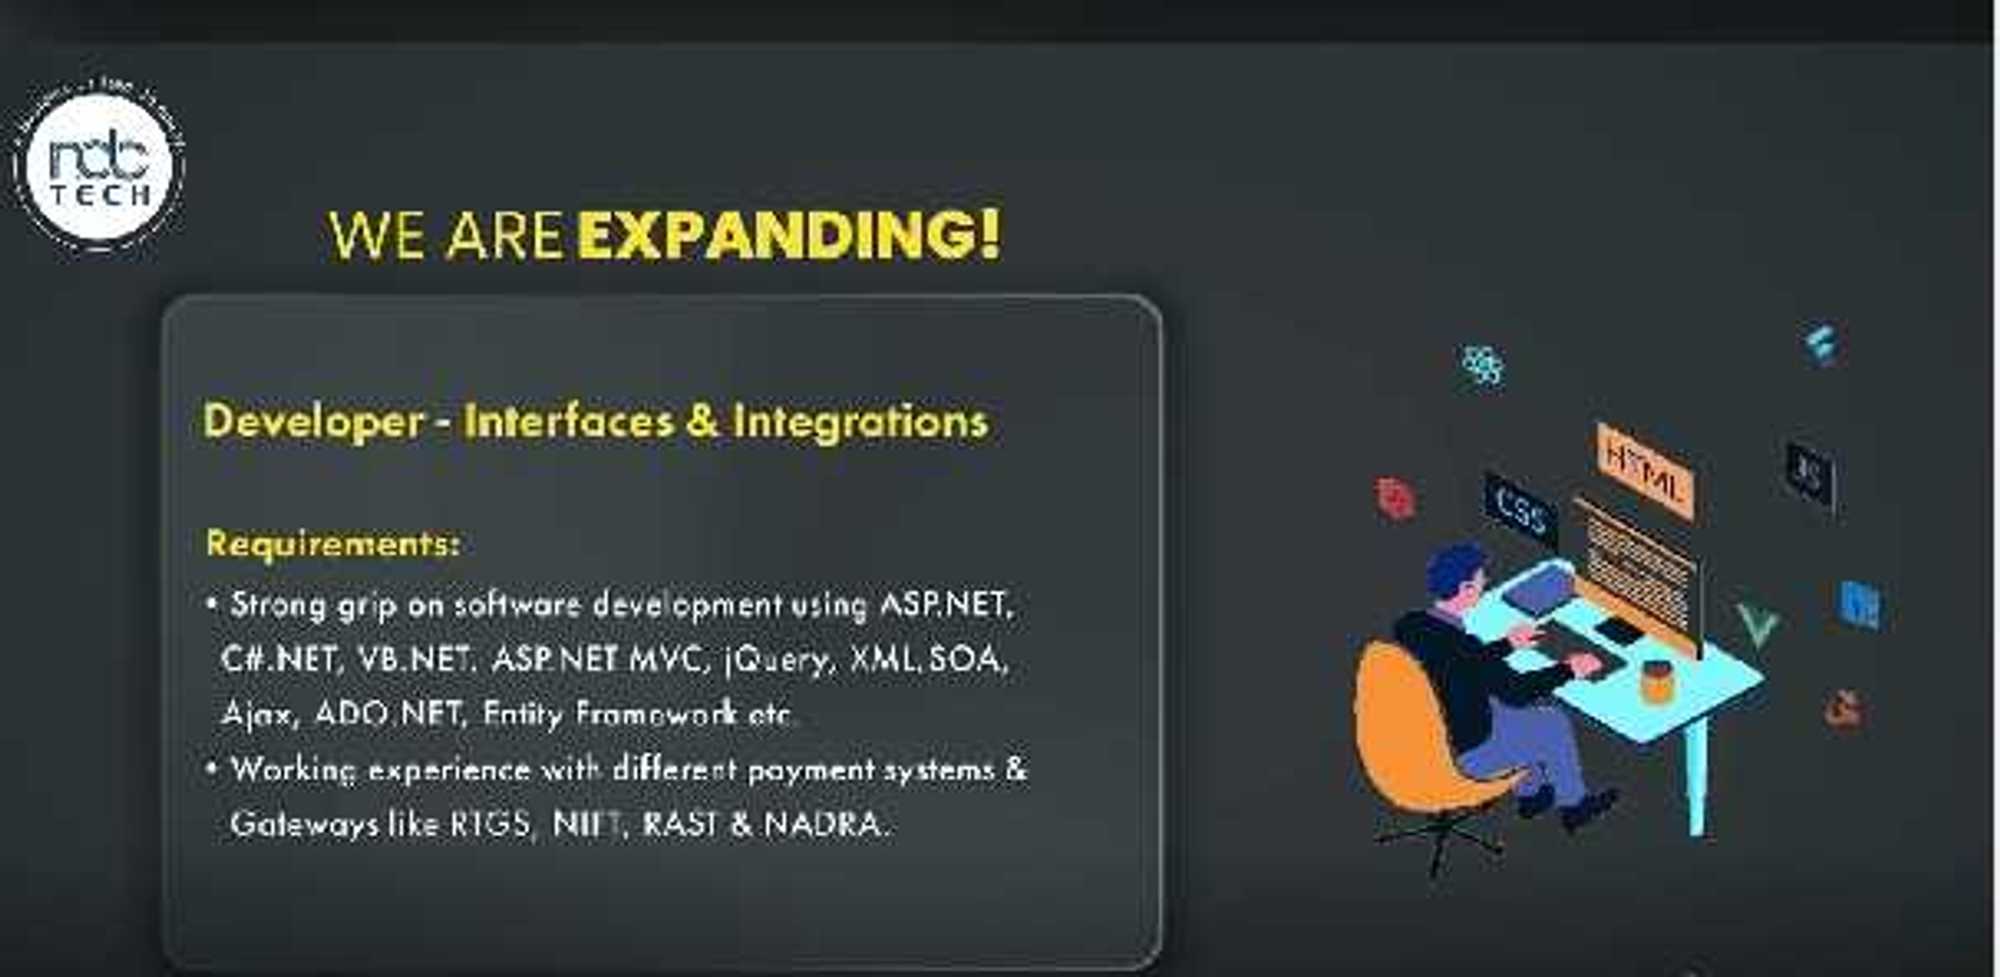 ndc
TECH
WE ARE EXPANDING!
Developer - Interfaces & Integrations
Requirements:
• Strong grip on software development using ASP.NET,
C#.NET, VB.NET, ASP.NET MVC, jQuery, XML,SOA,
Ajax, ADO.NET, Entity Framework etc
• Working experience with different payment systems &
Gateways like RTGS, NIFT, RAST & NADRA.
HTML
CSS
JS